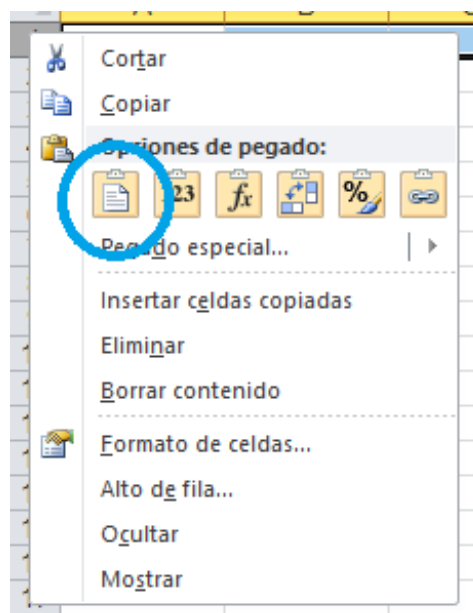 Cortar
Copiar
Opciones de pegado:
123 fx %
Pegado especial...
Insertar celdas copiadas
Eliminar
Borrar contenido
Formato de celdas...
Alto de fila...
Ocultar
Mostrar